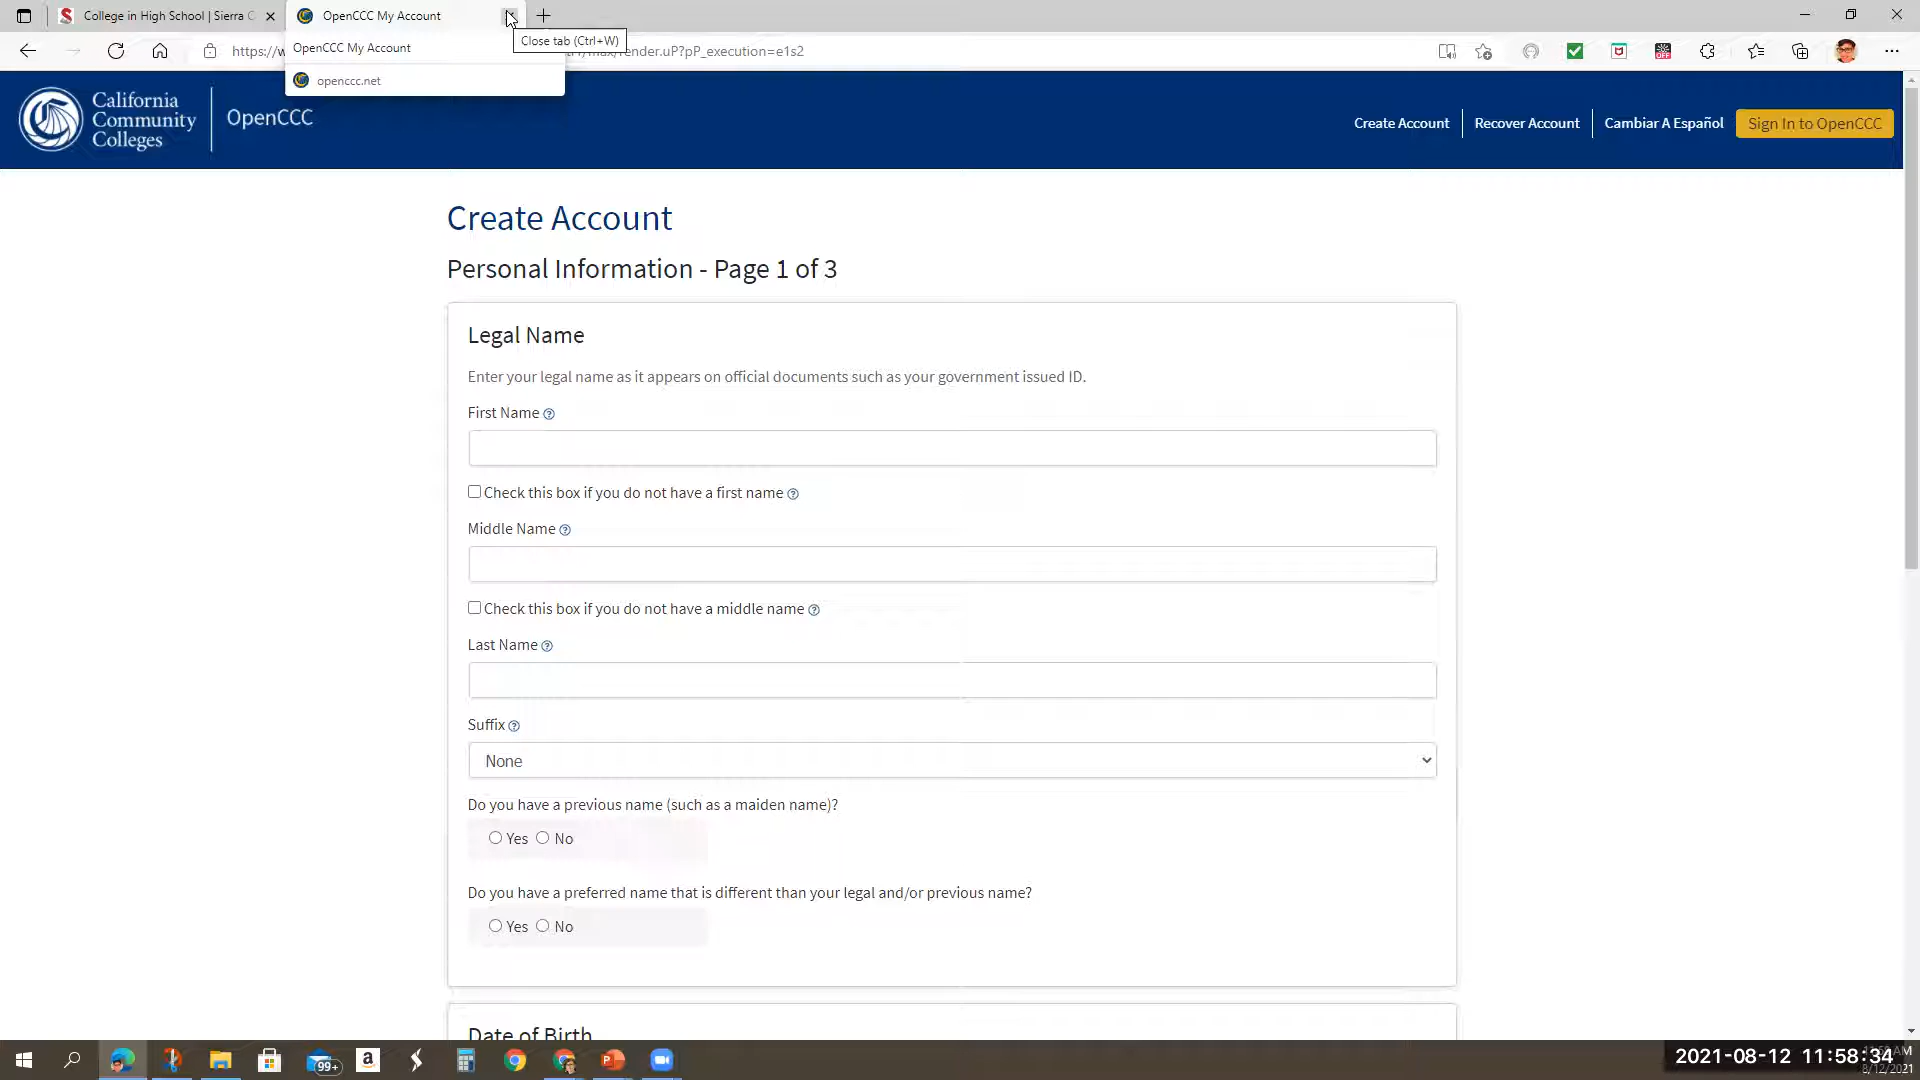 College in High School | Sierra C
OpenCCC My Account
Close tab (Ctrl+W)
OpenCCC My Account
https://w
ender.uP?pP_execution=e1s2
openccc.net
OFF
California
Community
Colleges
OpenCCC
Create Account
Recover Account
Cambiar A Español
Sign In to OpenCCC
Create Account
Personal Information - Page 1 of 3
Legal Name
Enter your legal name as it appears on official documents such as your government issued ID.
First Name
Check this box if you do not have a first name
Middle Name
Check this box if you do not have a middle name
Last Name
Suffix
None
Do you have a previous name (such as a maiden name)?
Yes No
Do you have a preferred name that is different than your legal and/or previous name?
Yes No
Date of Birth
99+
2021-08-12 11:58:34
8/12/2021